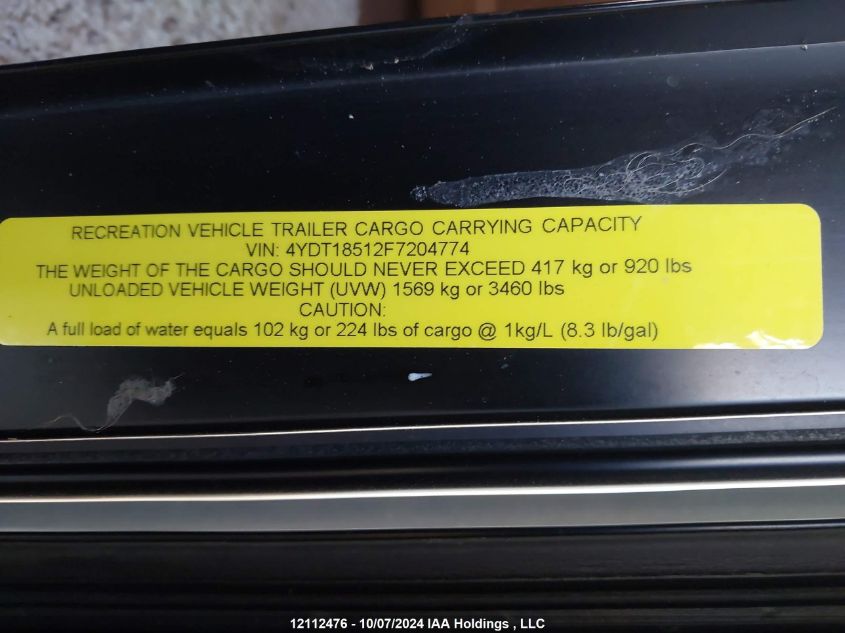 RECREATION VEHICLE TRAILER CARGO CARRYING CAPACITY
VIN: 4YDT18512F7204774
THE WEIGHT OF THE CARGO SHOULD NEVER EXCEED 417 kg or 920 lbs
UNLOADED VEHICLE WEIGHT (UVW) 1569 kg or 3460 lbs
CAUTION:
A full load of water equals 102 kg or 224 lbs of cargo @ 1kg/L (8.3 lb/gal)
12112476 - 10/07/2024 IAA Holdings , LLC